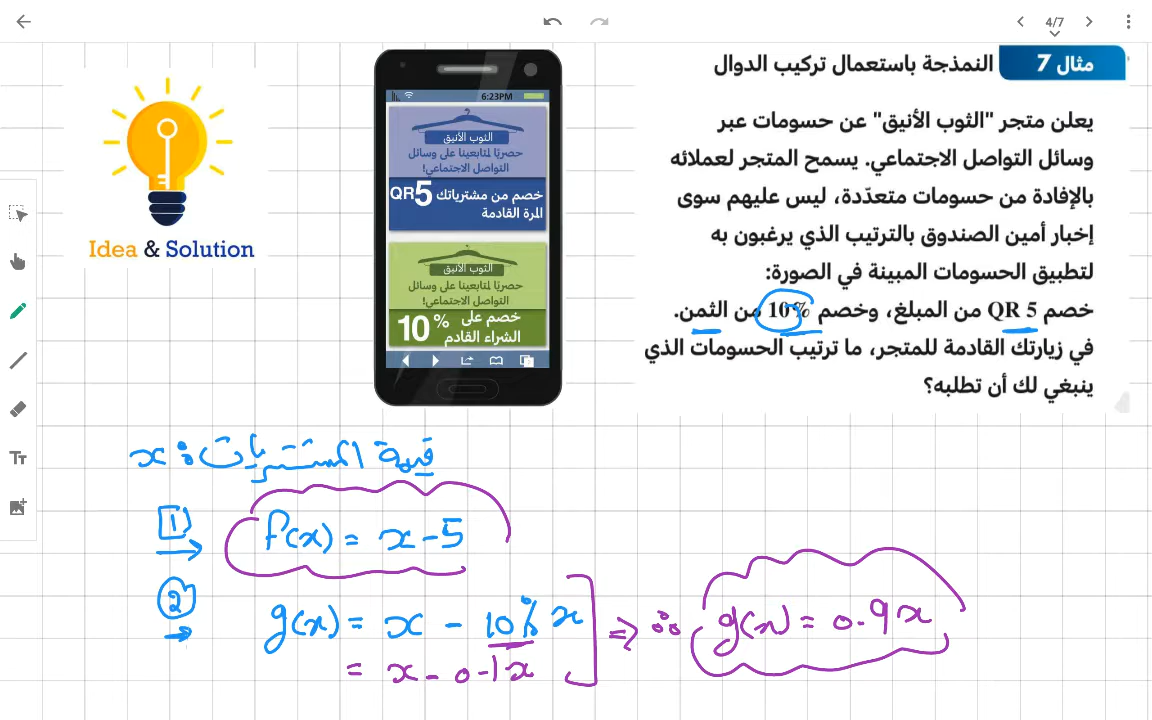 4/7
مثال 7 النمذجة باستعمال تركيب الدوال
يعلن متجر "الثوب الأنيق" عن حسومات عبر
وسائل التواصل الاجتماعي. يسمح المتجر لعملائه
بالإفادة من حسومات متعدّدة، ليس عليهم سوى
إخبار أمين الصندوق بالترتيب الذي يرغبون به
لتطبيق الحسومات المبينة في الصورة:
خصم QR 5 من المبلغ، وخصم 10% من الثمن.
في زيارتك القادمة للمتجر، ما ترتيب الحسومات الذي
ينبغي لك أن تطلبه؟
6:23PM
الثوب الأنيق
حصريًا لمتابعينا على وسائل
التواصل الاجتماعي!
خصم من مشترياتك QR5
المرة القادمة
الثوب الأنيق
حصريًا لمتابعينا على وسائل
التواصل الاجتماعي!
خصم على 10%
الشراء القادم
Idea & Solution
Tт
x : قيمة المشتريات
1 f(x) = x - 5
2 g(x) = x - 10% x ⇒ ∴ g(x) = 0.9x
= x - 0.1x